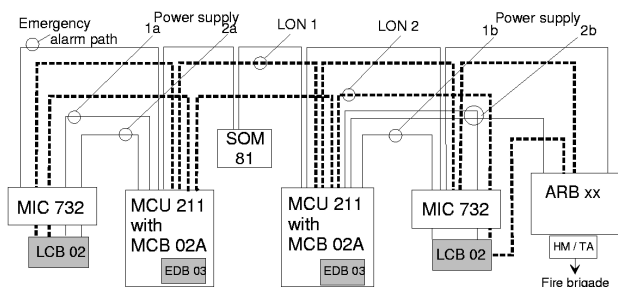 Emergency
alarm path
Power supply
1a
2a
LON 1
LON 2
Power supply
1b
2b
SOM
81
MIC 732
LCB 02
MCU 211
with
MCB 02A
EDB 03
MCU 211
with
MCB 02A
EDB 03
MIC 732
LCB 02
ARB xx
HM / TA
Fire brigade